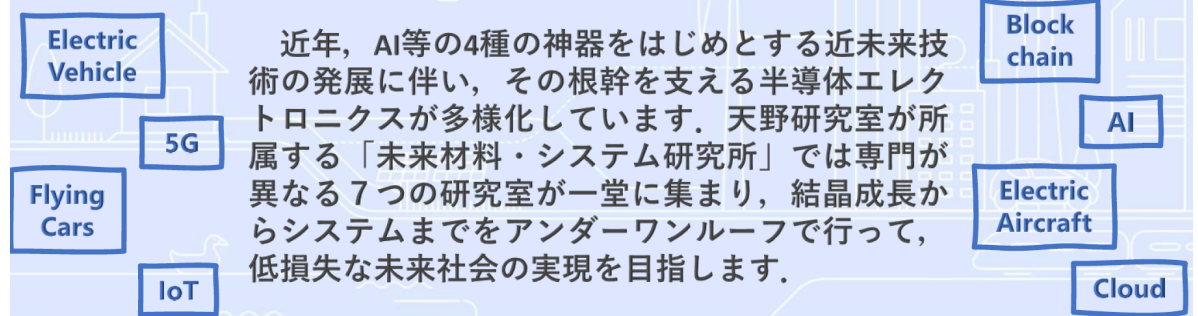 Electric
Vehicle
5G
Flying
Cars
IoT
近年，AI等の4種の神器をはじめとする近未来技
術の発展に伴い，その根幹を支える半導体エレク
トロニクスが多様化しています．天野研究室が所
属する「未来材料・システム研究所」では専門が
異なる７つの研究室が一堂に集まり，結晶成長か
らシステムまでをアンダーワンルーフで行って，
低損失な未来社会の実現を目指します．
Block
chain
AI
Electric
Aircraft
Cloud